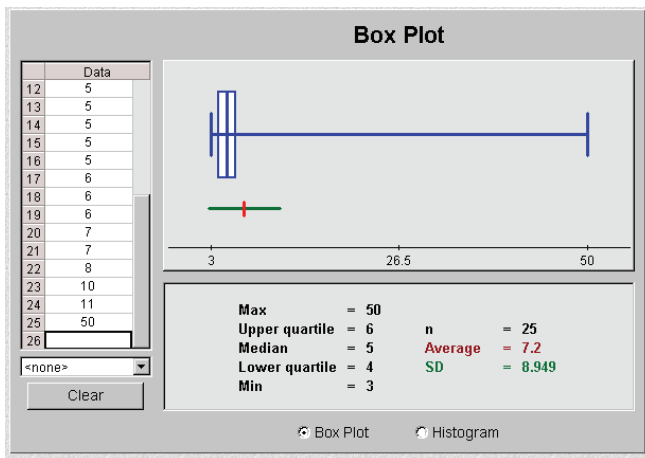 Box Plot
Data
12 5
13 5
14 5
15 5
16 5
17 6
18 6
19 6
20 7
21 7
22 8
23 10
24 11
25 50
26
<none>
Clear
3 26.5 50
Max = 50
Upper quartile = 6 n = 25
Median = 5 Average = 7.2
Lower quartile = 4 SD = 8.949
Min = 3
Box Plot Histogram